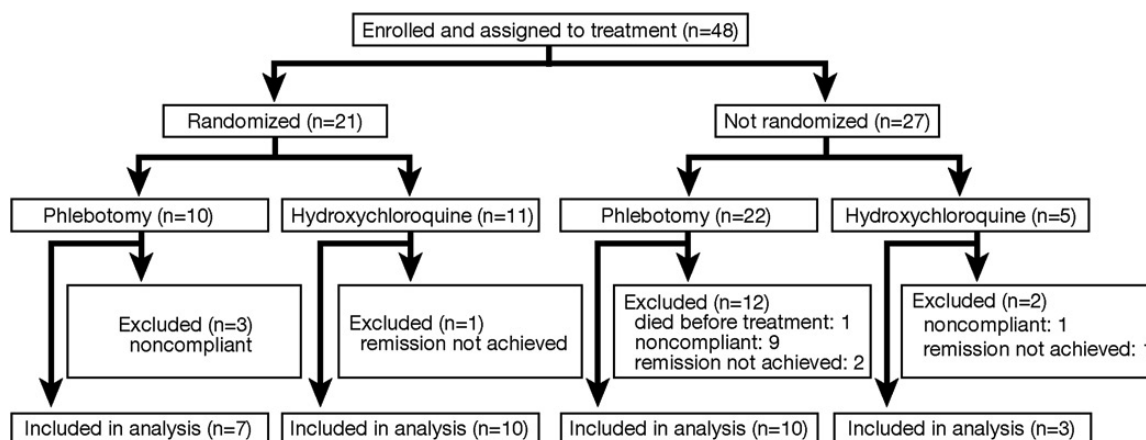 Enrolled and assigned to treatment (n=48)
Randomized (n=21)
Not randomized (n=27)
Phlebotomy (n=10)
Hydroxychloroquine (n=11)
Phlebotomy (n=22)
Hydroxychloroquine (n=5)
Excluded (n=3)
noncompliant
Excluded (n=1)
remission not achieved
Excluded (n=12)
died before treatment: 1
noncompliant: 9
remission not achieved: 2
Excluded (n=2)
noncompliant: 1
remission not achieved: 1
Included in analysis (n=7)
Included in analysis (n=10)
Included in analysis (n=10)
Included in analysis (n=3)